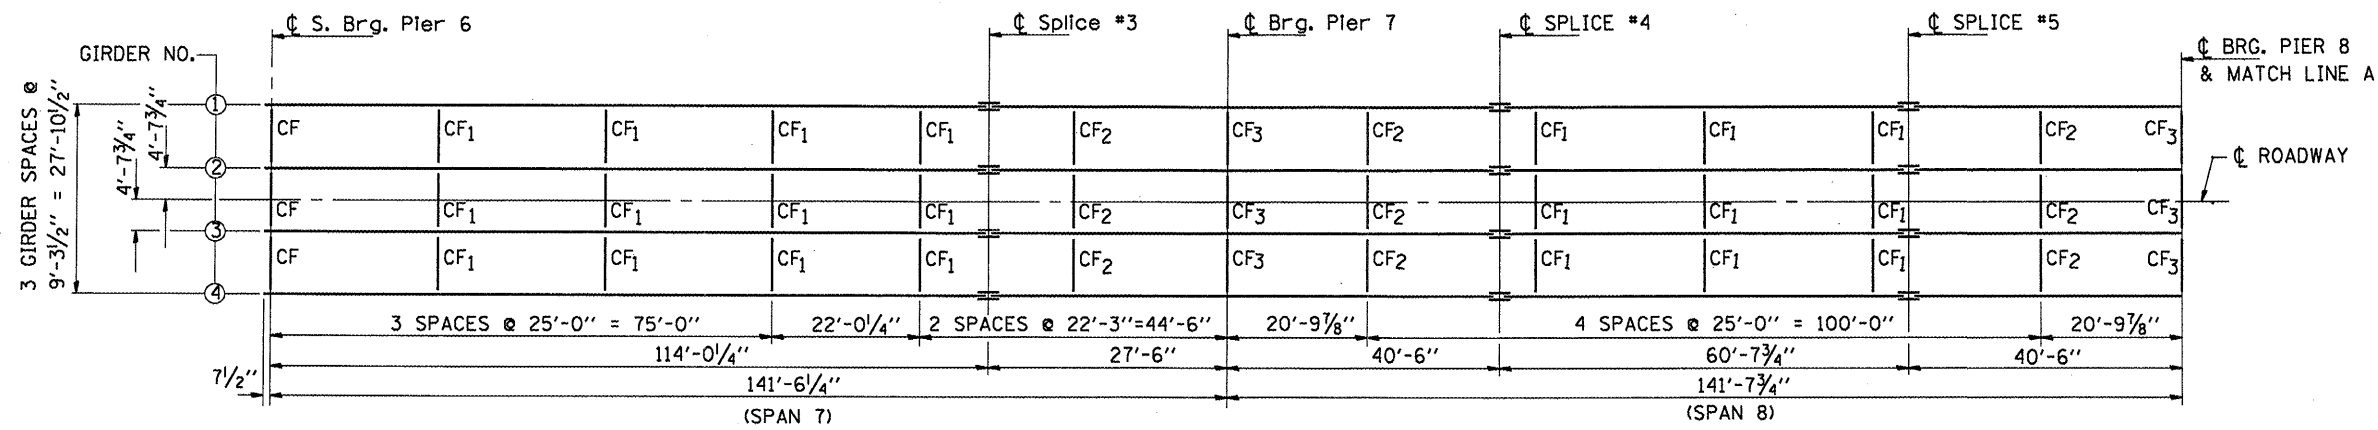 ℄ S. Brg. Pier 6
℄ Splice #3
℄ Brg. Pier 7
℄ SPLICE #4
℄ SPLICE #5
℄ BRG. PIER 8
& MATCH LINE A
GIRDER NO.
3 GIRDER SPACES @
9'-3½" = 27'-10½"
4'-7¾"
4'-7¾"
1
2
3
4
CF CF1 CF1 CF1 CF1 CF2 CF3 CF2 CF1 CF1 CF1 CF2 CF3
℄ ROADWAY
CF CF1 CF1 CF1 CF1 CF2 CF3 CF2 CF1 CF1 CF1 CF2 CF3
CF CF1 CF1 CF1 CF1 CF2 CF3 CF2 CF1 CF1 CF1 CF2 CF3
3 SPACES @ 25'-0" = 75'-0" 22'-0¼" 2 SPACES @ 22'-3"=44'-6" 20'-9⅞" 4 SPACES @ 25'-0" = 100'-0" 20'-9⅞"
114'-0¼" 27'-6" 40'-6" 60'-7¾" 40'-6"
7½" 141'-6¼" 141'-7¾"
(SPAN 7) (SPAN 8)